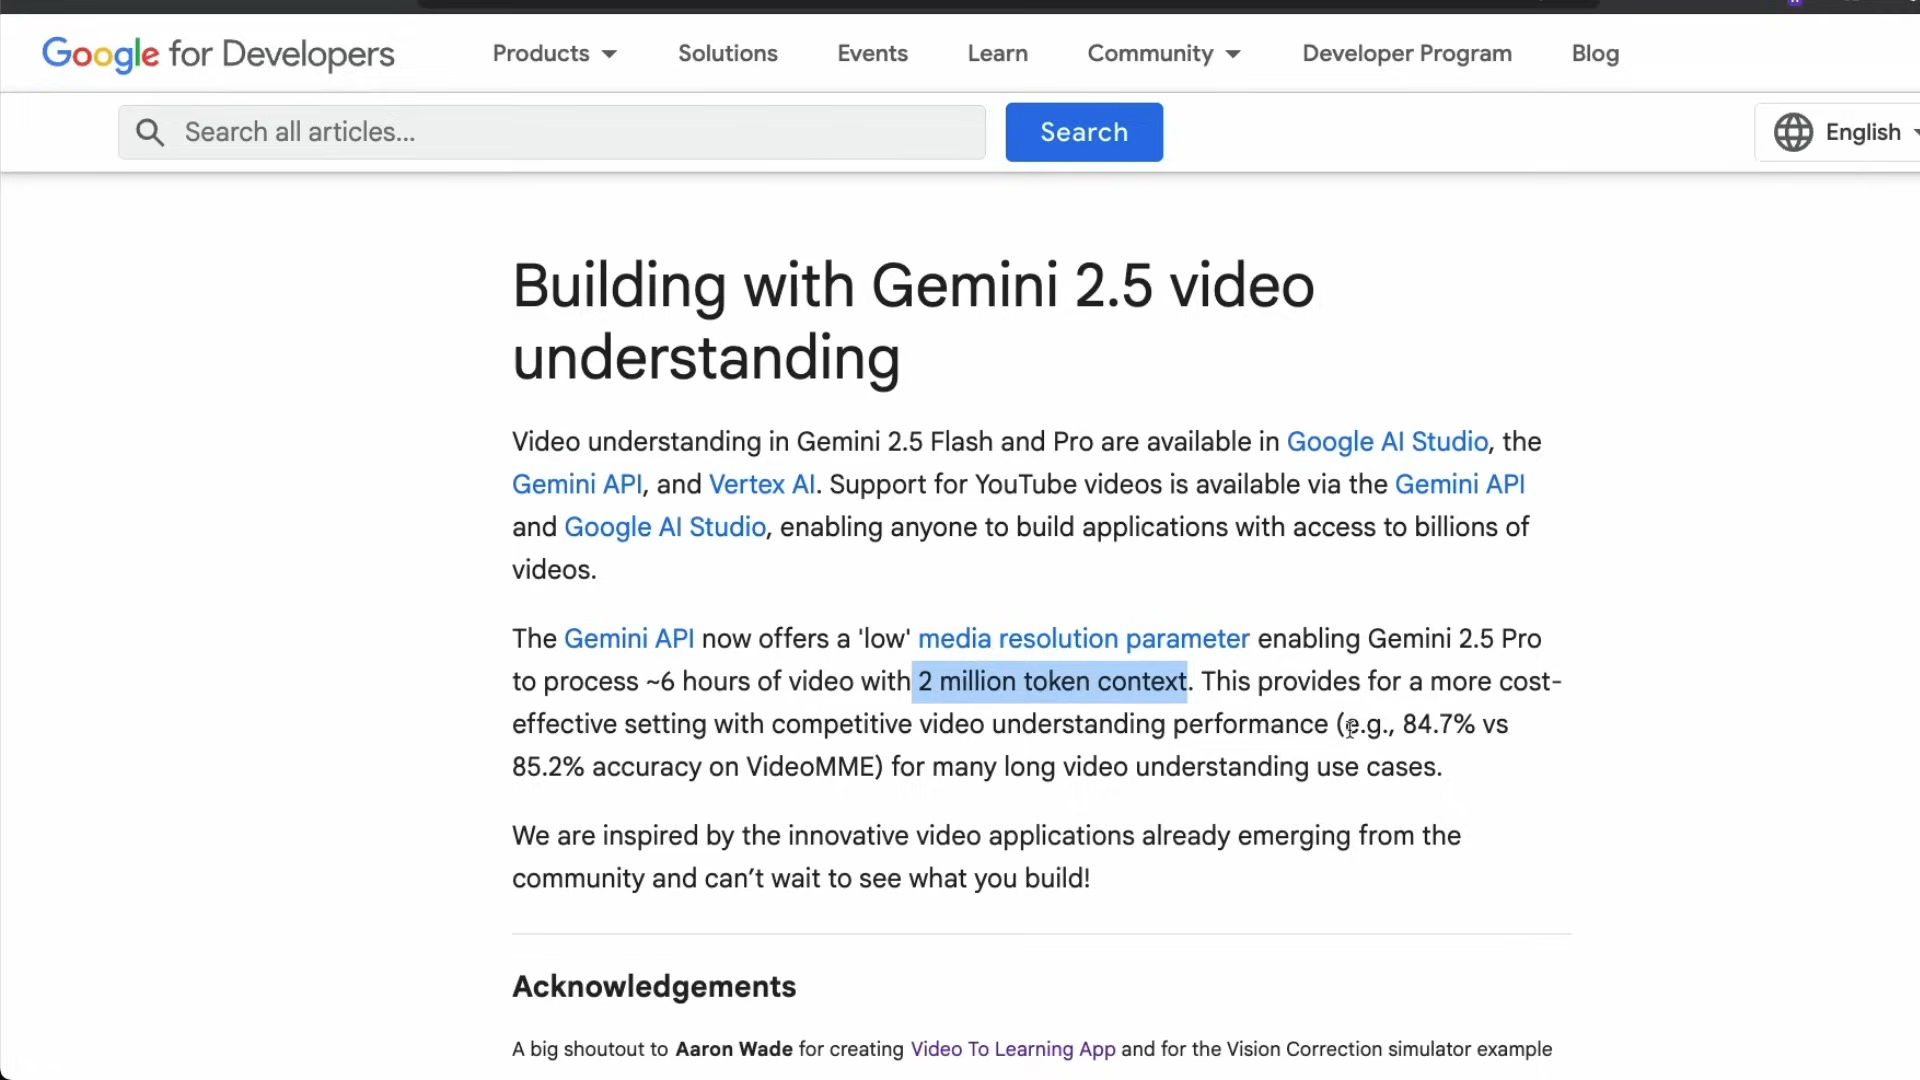 Google for Developers Products Solutions Events Learn Community Developer Program Blog
Search all articles... Search English
Building with Gemini 2.5 video
understanding
Video understanding in Gemini 2.5 Flash and Pro are available in Google AI Studio, the
Gemini API, and Vertex AI. Support for YouTube videos is available via the Gemini API
and Google AI Studio, enabling anyone to build applications with access to billions of
videos.
The Gemini API now offers a 'low' media resolution parameter enabling Gemini 2.5 Pro
to process ~6 hours of video with 2 million token context. This provides for a more cost-
effective setting with competitive video understanding performance (e.g., 84.7% vs
85.2% accuracy on VideoMME) for many long video understanding use cases.
We are inspired by the innovative video applications already emerging from the
community and can’t wait to see what you build!
Acknowledgements
A big shoutout to Aaron Wade for creating Video To Learning App and for the Vision Correction simulator example